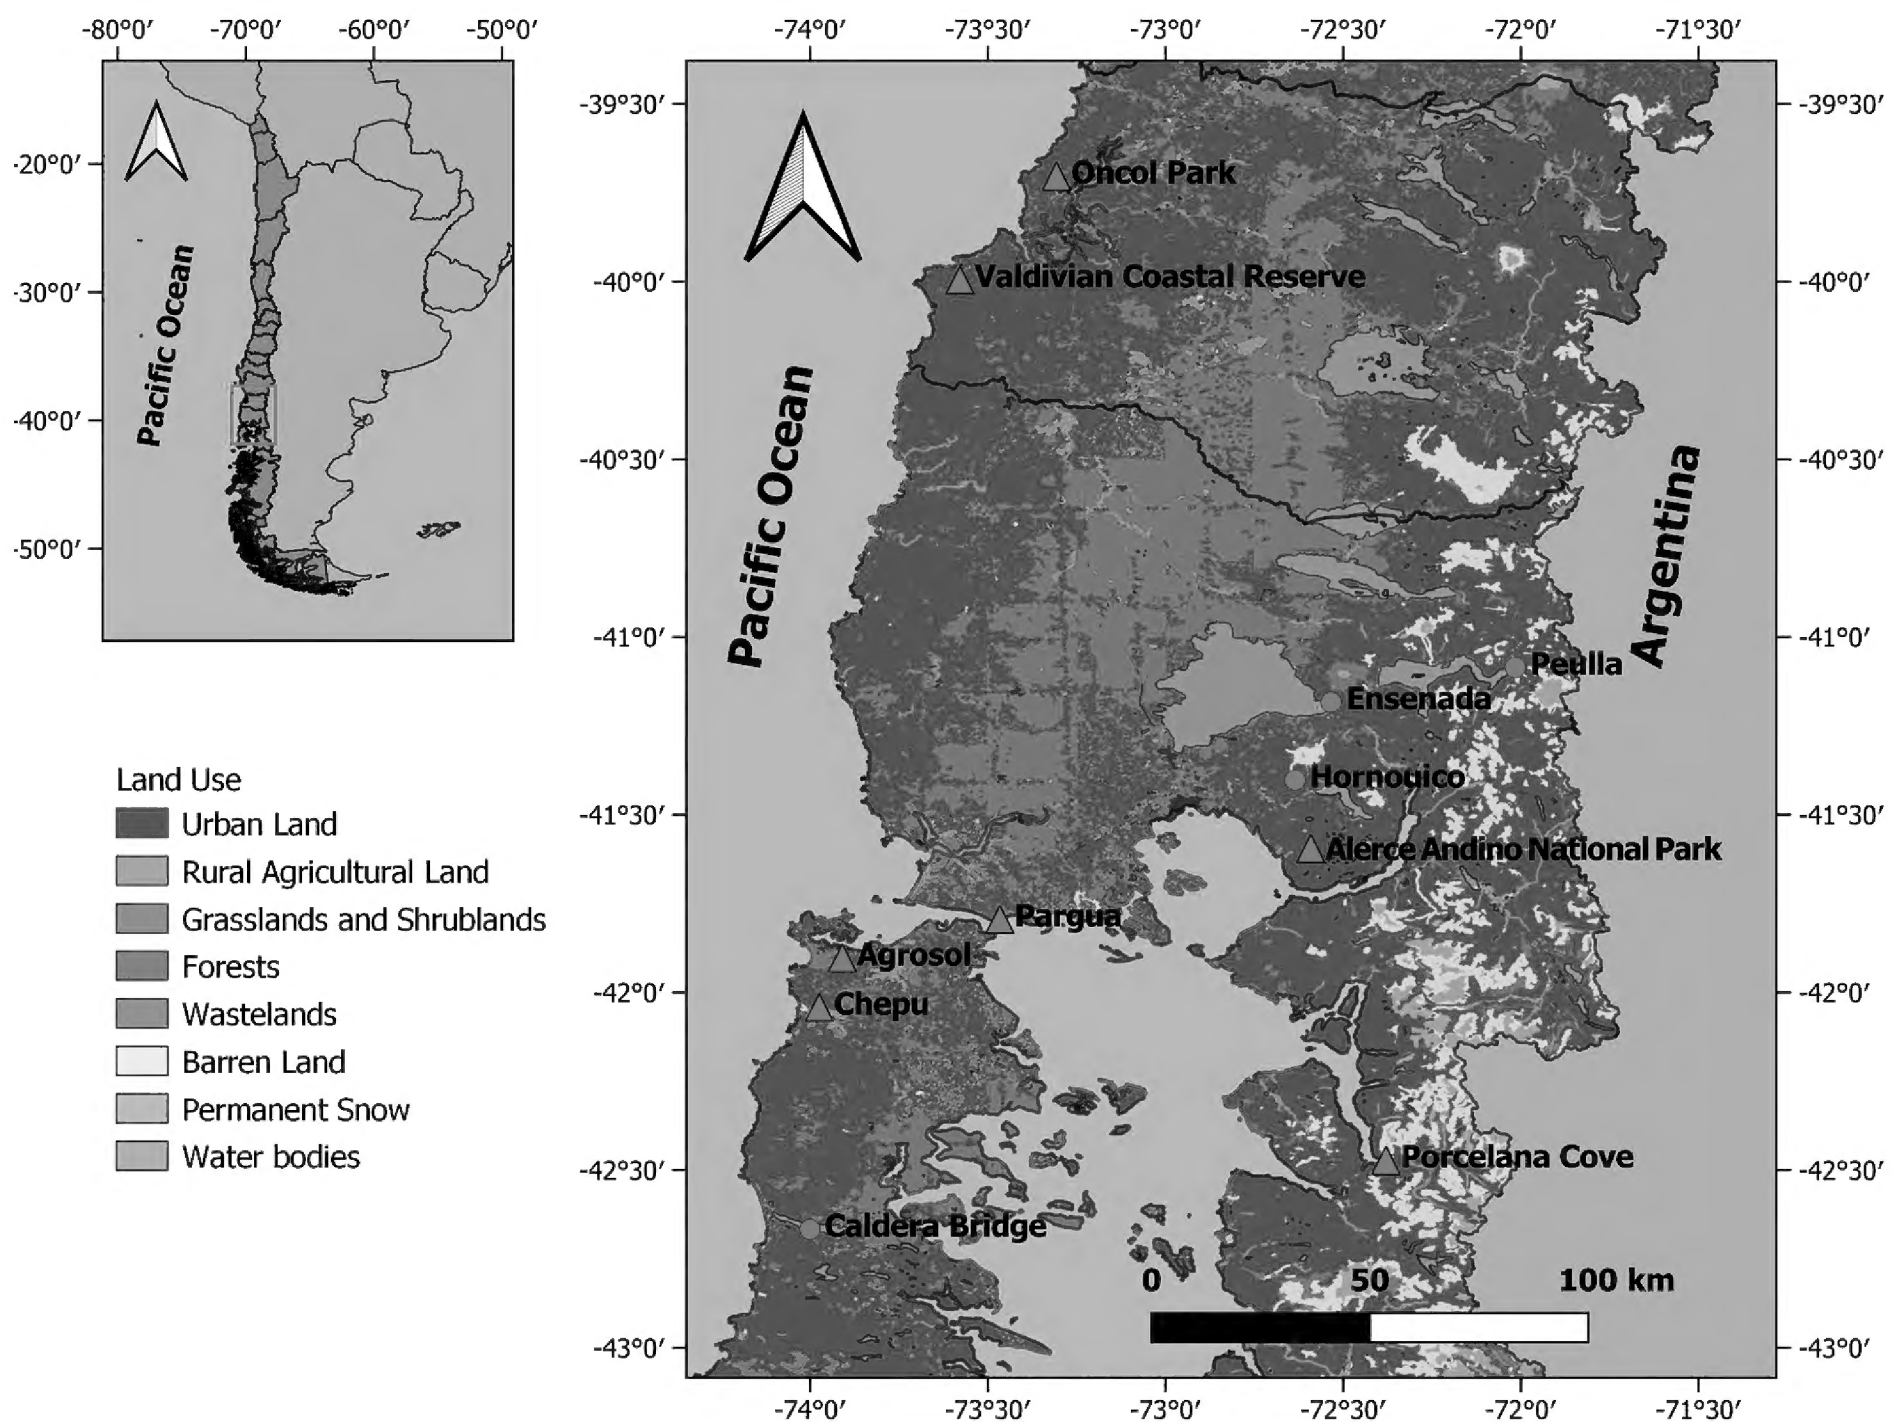 -80°0′ -70°0′ -60°0′ -50°0′
-20°0′
-30°0′
-40°0′
-50°0′
Pacific Ocean
Land Use
Urban Land
Rural Agricultural Land
Grasslands and Shrublands
Forests
Wastelands
Barren Land
Permanent Snow
Water bodies
-74°0′ -73°30′ -73°0′ -72°30′ -72°0′ -71°30′
-39°30′ -39°30′
Oncol Park
Valdivian Coastal Reserve
-40°0′ -40°0′
Pacific Ocean
-40°30′ -40°30′
Argentina
-41°0′ -41°0′
Peulla
Ensenada
Hornouico
-41°30′ -41°30′
Alerce Andino National Park
Pargua
Agrosol
-42°0′ -42°0′
Chepu
Porcelana Cove
-42°30′ -42°30′
Caldera Bridge
0 50 100 km
-43°0′ -43°0′
-74°0′ -73°30′ -73°0′ -72°30′ -72°0′ -71°30′